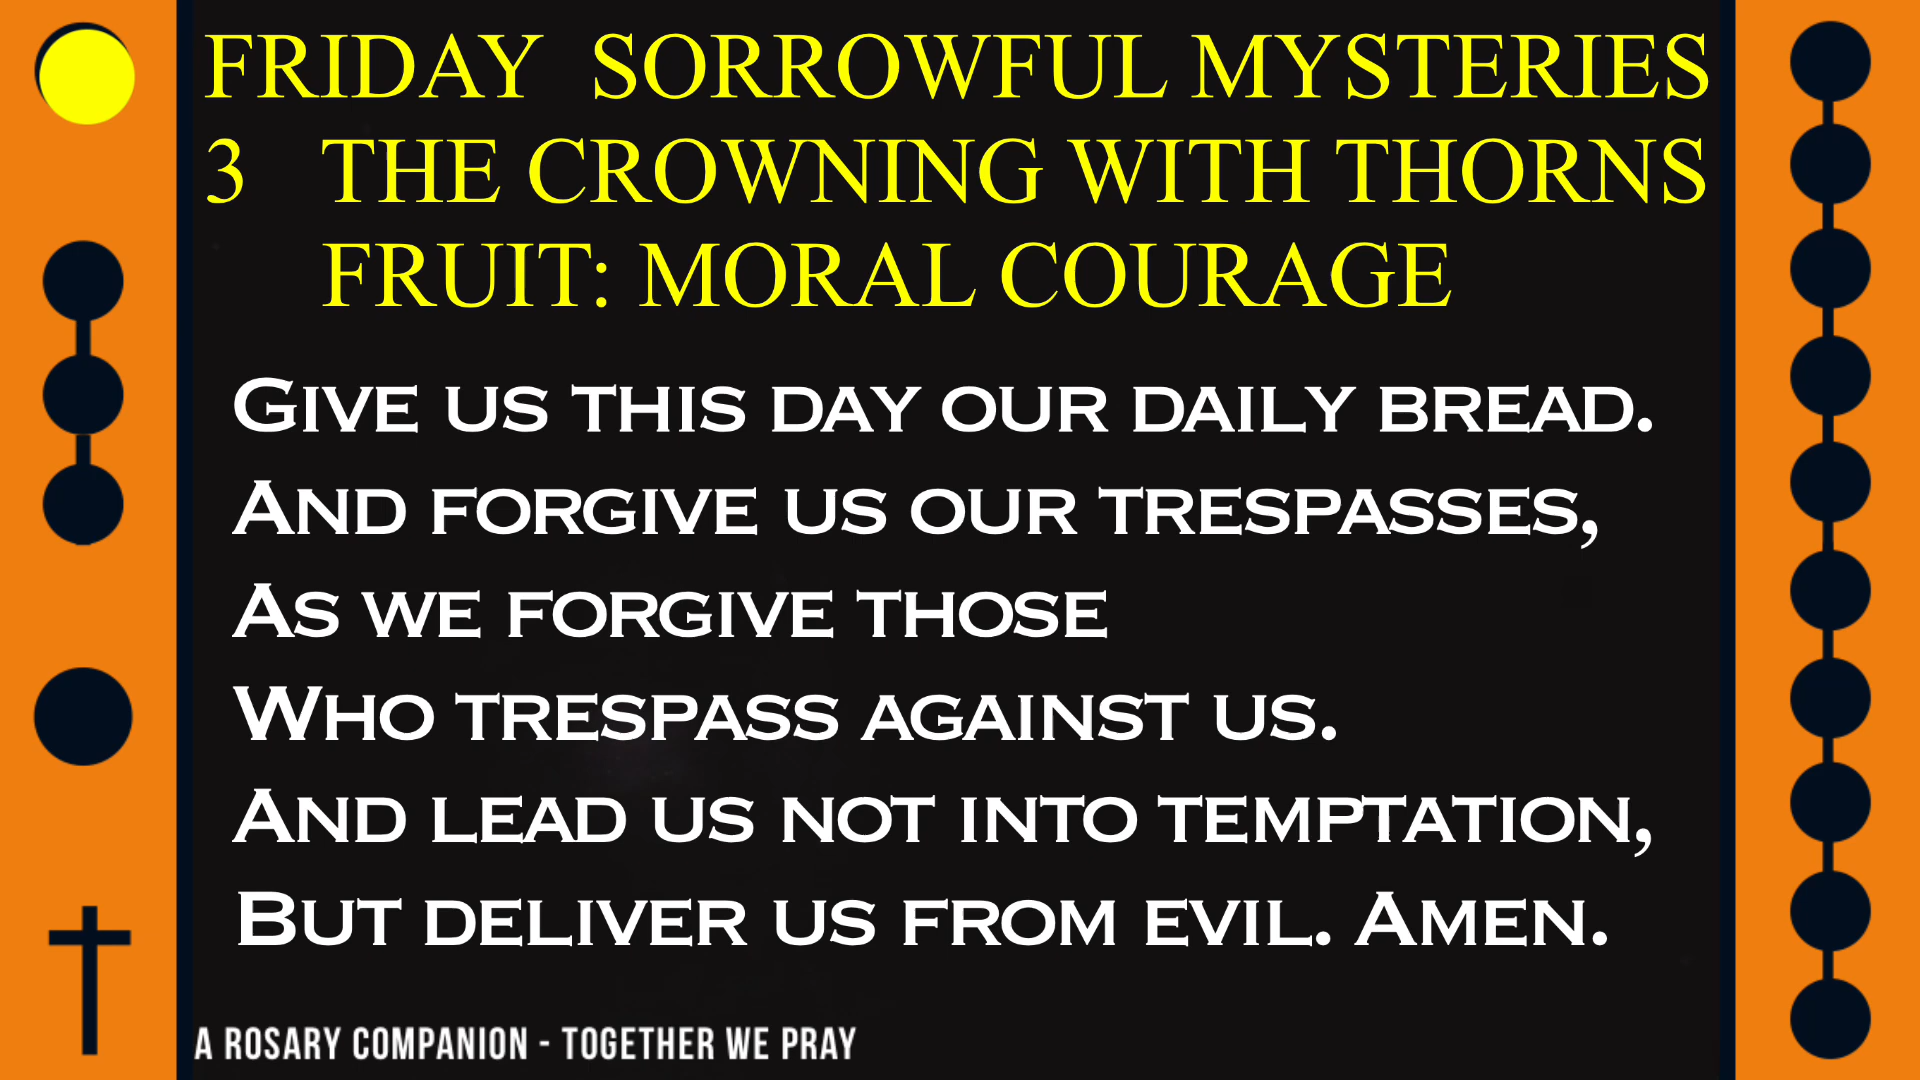 FRIDAY SORROWFUL MYSTERIES
3 THE CROWNING WITH THORNS
FRUIT: MORAL COURAGE
Give us this day our daily bread.
And forgive us our trespasses,
As we forgive those
Who trespass against us.
And lead us not into temptation,
But deliver us from evil. Amen.
A ROSARY COMPANION - TOGETHER WE PRAY